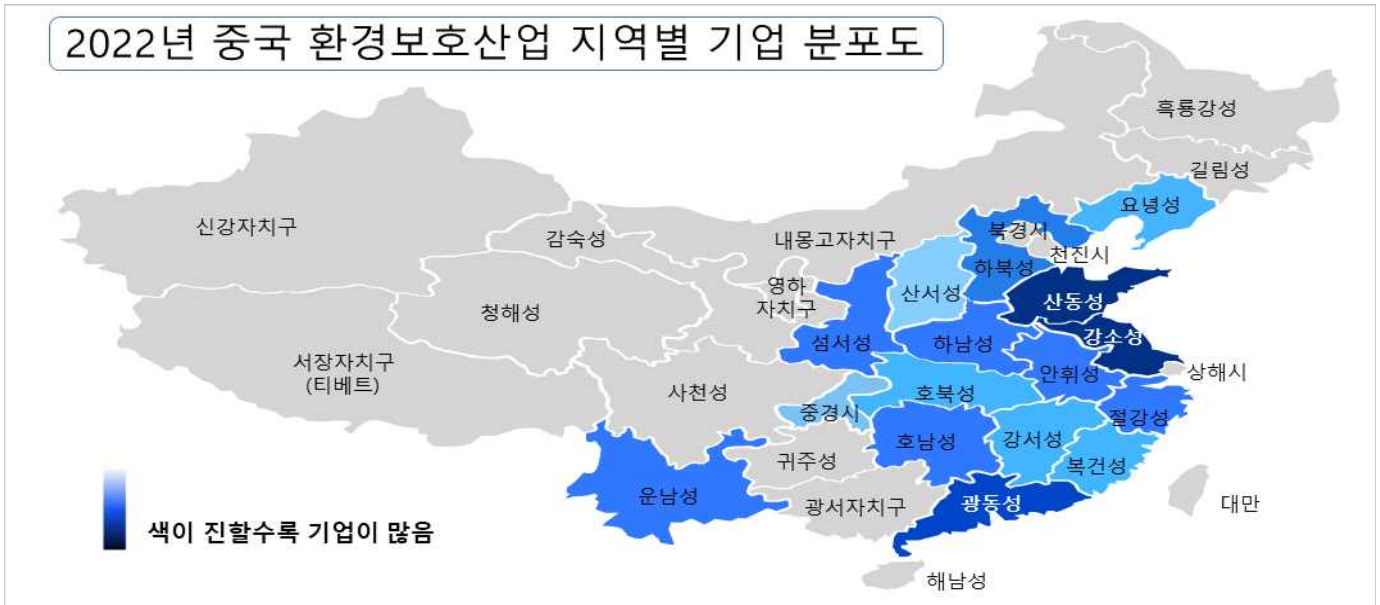 2022년 중국 환경보호산업 지역별 기업 분포도
흑룡강성
길림성
요녕성
신강자치구
감숙성
내몽고자치구
북경시
천진시
하북성
산서성
영하
자치구
산동성
청해성
강소성
섬서성
하남성
서장자치구
(티베트)
안휘성
상해시
사천성
호북성
중경시
절강성
호남성
강서성
귀주성
복건성
운남성
광서자치구
광동성
대만
색이 진할수록 기업이 많음
해남성